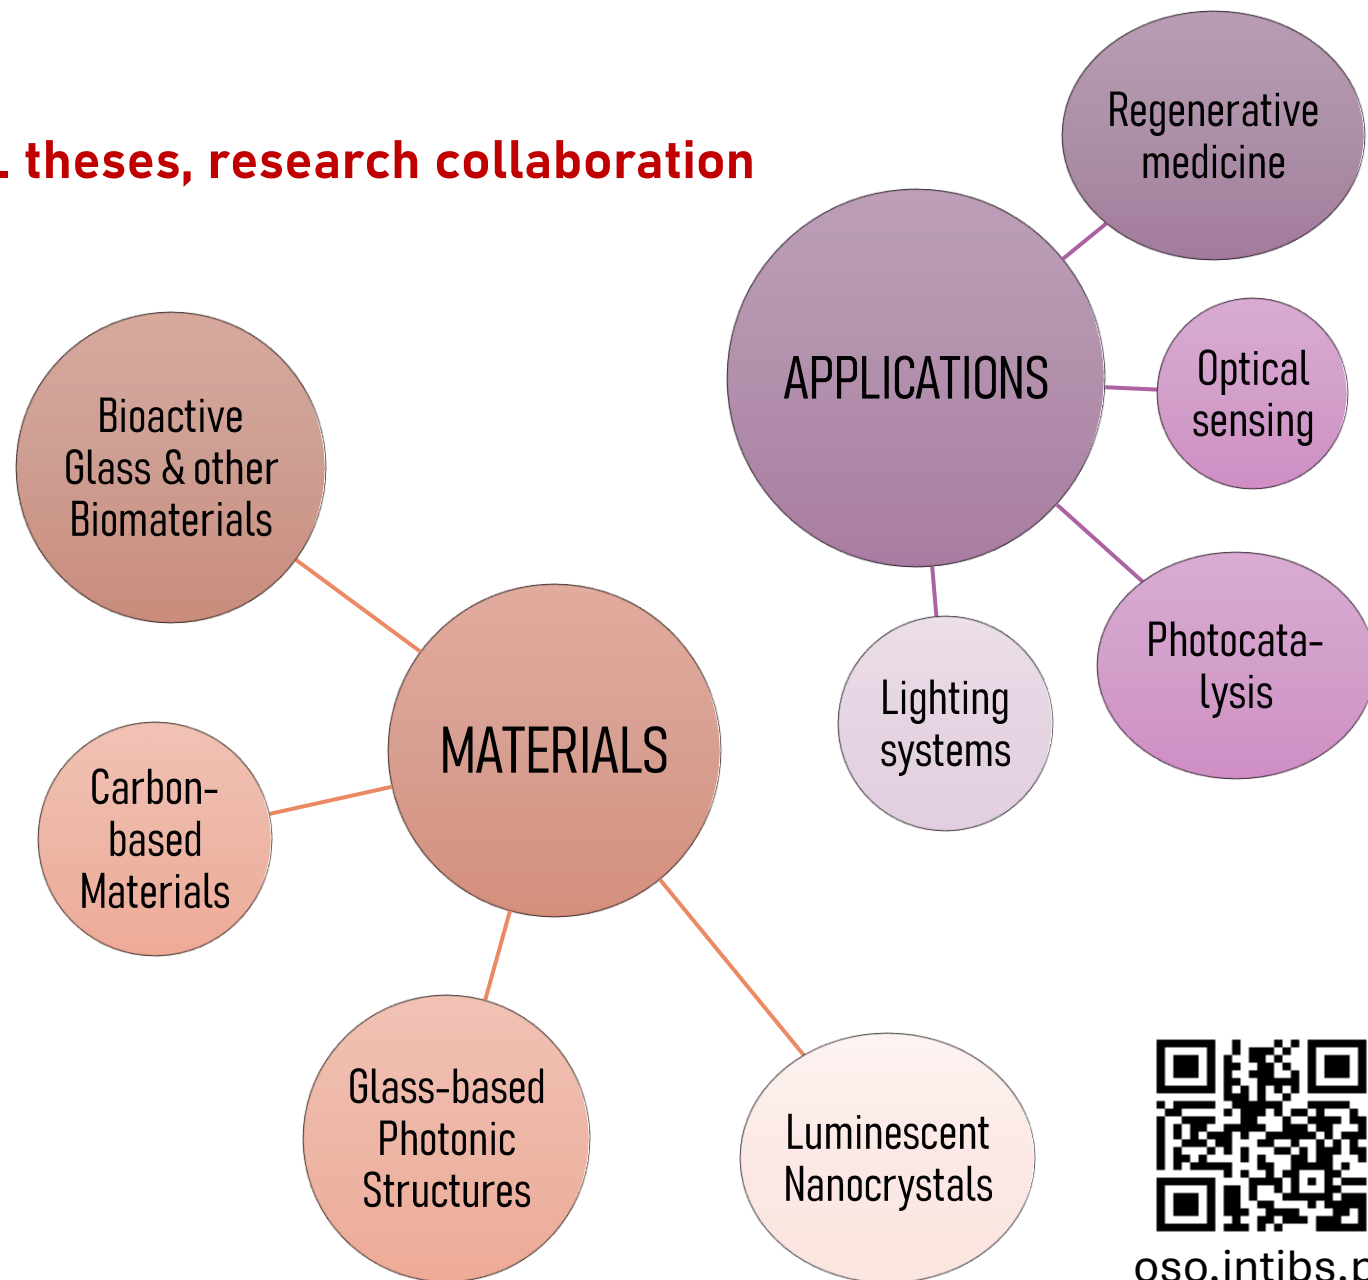 theses, research collaboration
Regenerative
medicine
APPLICATIONS
Optical
sensing
Photocata-
lysis
Lighting
systems
Bioactive
Glass & other
Biomaterials
MATERIALS
Carbon-
based
Materials
Glass-based
Photonic
Structures
Luminescent
Nanocrystals
oso.intibs.p